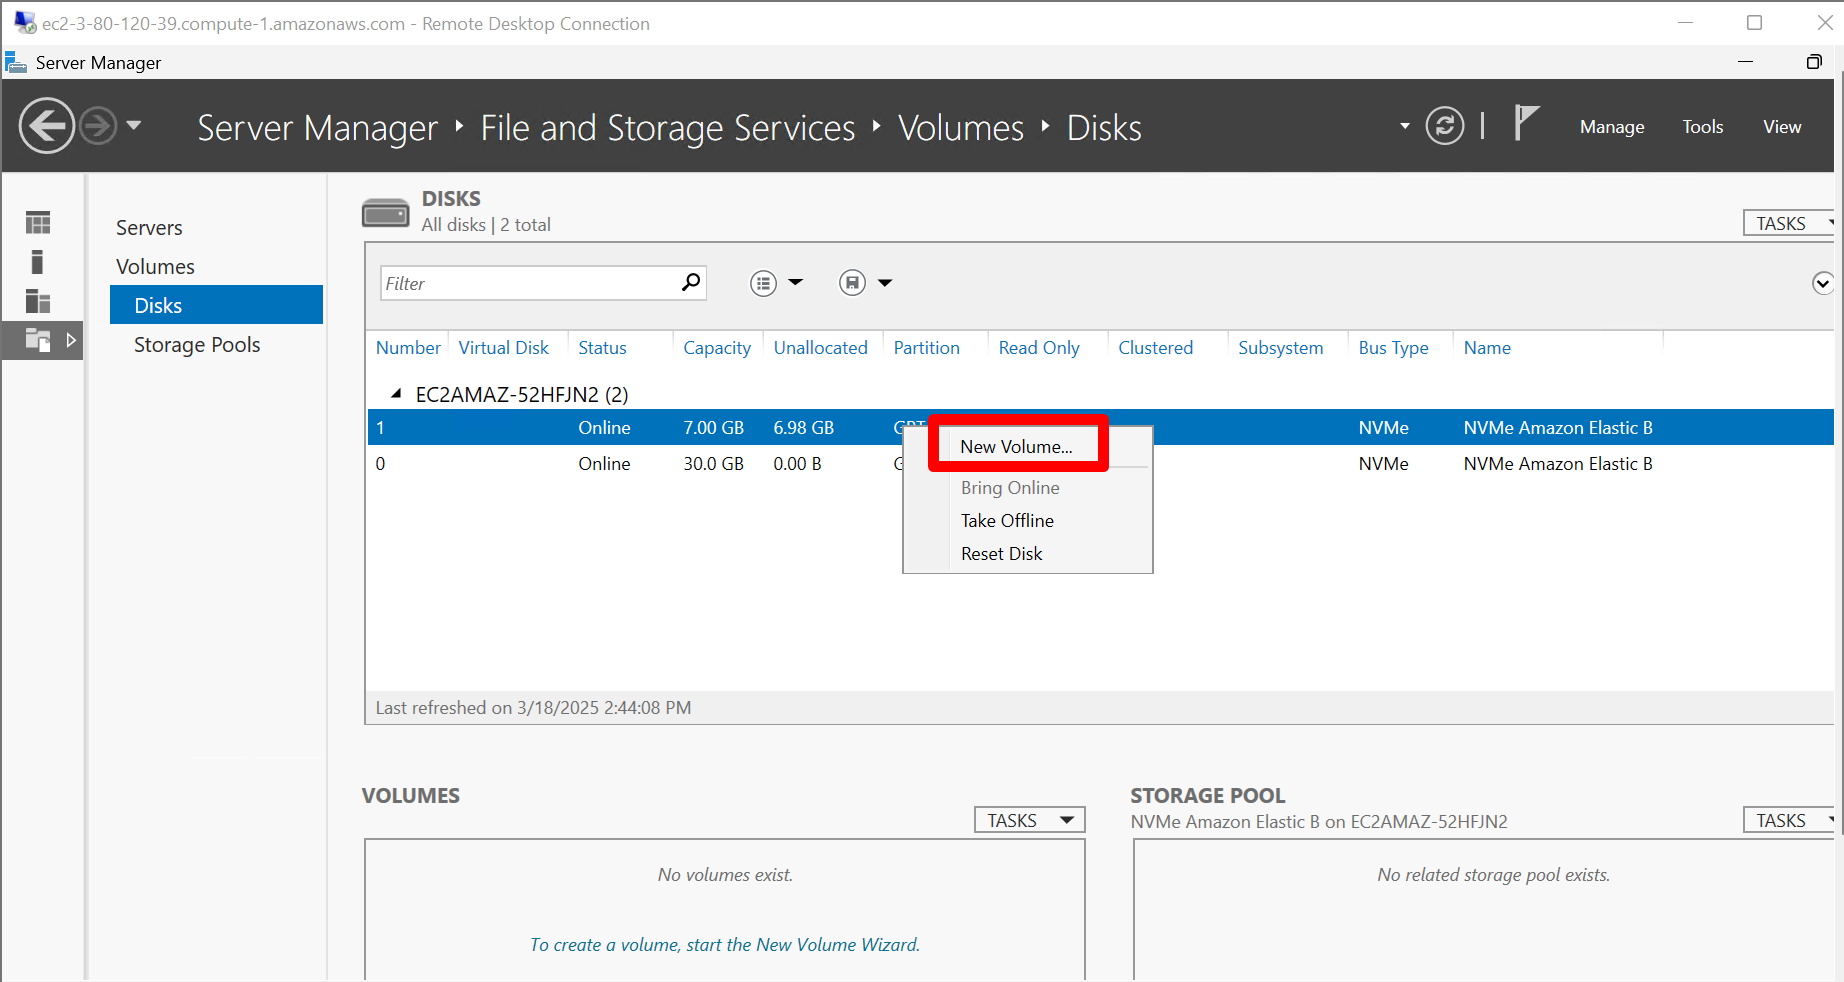 ec2-3-80-120-39.compute-1.amazonaws.com - Remote Desktop Connection
Server Manager
Server Manager File and Storage Services Volumes Disks
Manage Tools View
Servers
Volumes
Disks
Storage Pools
DISKS
All disks | 2 total
TASKS
Filter
Number Virtual Disk Status Capacity Unallocated Partition Read Only Clustered Subsystem Bus Type Name
EC2AMAZ-52HFJN2 (2)
1 Online 7.00 GB 6.98 GB NVMe NVMe Amazon Elastic B
0 Online 30.0 GB 0.00 B NVMe NVMe Amazon Elastic B
New Volume...
Bring Online
Take Offline
Reset Disk
Last refreshed on 3/18/2025 2:44:08 PM
VOLUMES
TASKS
No volumes exist.
To create a volume, start the New Volume Wizard.
STORAGE POOL
NVMe Amazon Elastic B on EC2AMAZ-52HFJN2
TASKS
No related storage pool exists.